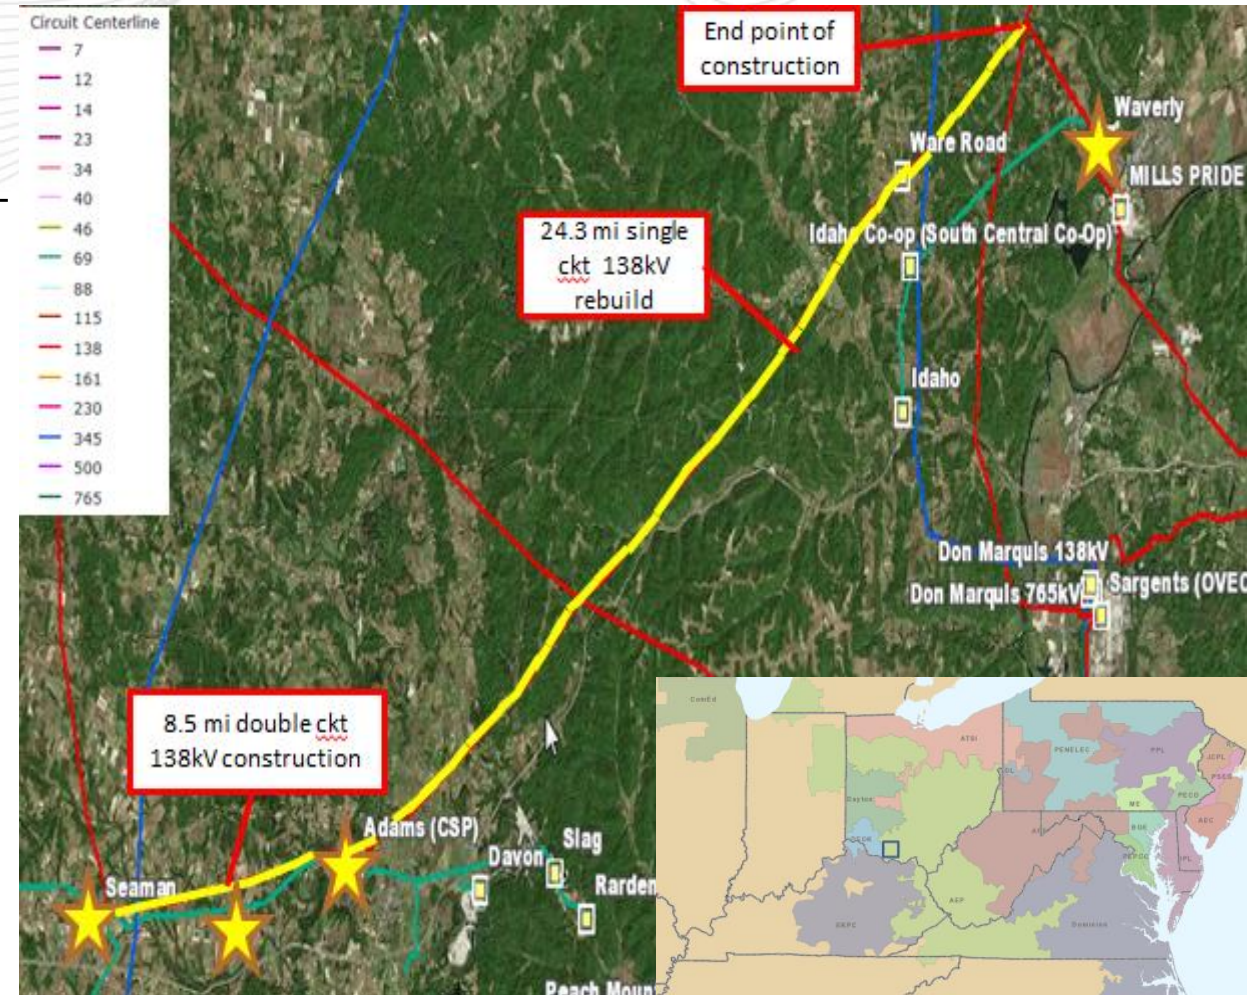 Circuit Centerline
7
12
14
23
34
40
46
69
88
115
138
161
230
345
500
765
End point of
construction
Waverly
Ware Road
MILLS PRIDE
24.3 mi single
ckt 138kV
rebuild
Idaho Co-op (South Central Co-Op)
Idaho
Don Marquis 138kV
Don Marquis 765kV
Sargents (OVEC
8.5 mi double ckt
138kV construction
Adams (CSP)
Slag
Davon
Seaman
Rarden
Peach Moun
ComEd
ATSI
PENELEC
PPL
JCPL
PSEG
Dayton
ME
PECO
AEC
BGE
PEPCO
DPL
AEP
EKPC
Dominion